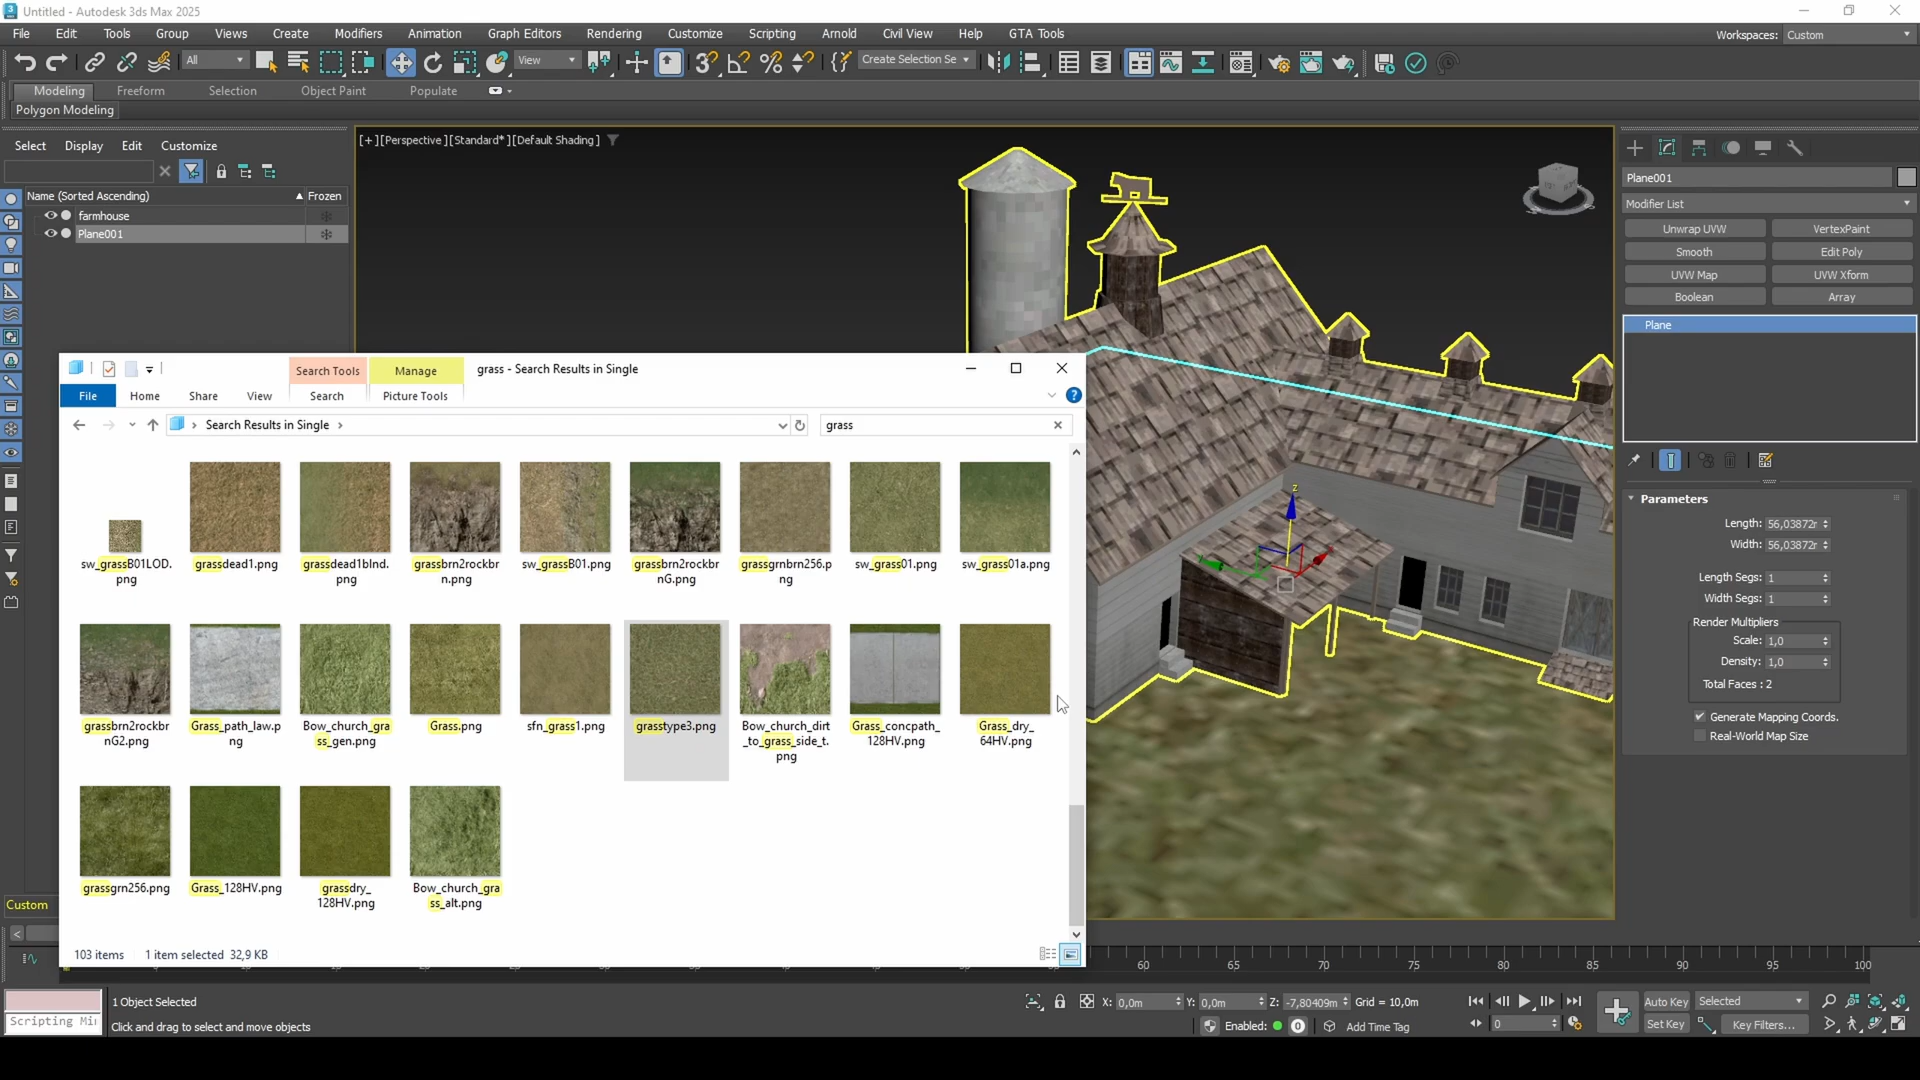 Untitled - Autodesk 3ds Max 2025
File Edit Tools Group Views Create Modifiers Animation Graph Editors Rendering Customize Scripting Arnold Civil View Help GTA Tools
Workspaces: Custom
All
View
Create Selection Se
Modeling Freeform Selection Object Paint Populate
Polygon Modeling
Select Display Edit Customize
Name (Sorted Ascending) Frozen
farmhouse
Plane001
[+][Perspective][Standard*][Default Shading]
Plane001
Modifier List
Unwrap UVW VertexPaint
Smooth Edit Poly
UVW Map UVW Xform
Boolean Array
Plane
Parameters
Length: 56,03872r
Width: 56,03872r
Length Segs: 1
Width Segs: 1
Render Multipliers
Scale: 1,0
Density: 1,0
Total Faces : 2
Generate Mapping Coords.
Real-World Map Size
Search Tools Manage grass - Search Results in Single
File Home Share View Search Picture Tools
Search Results in Single
grass
sw_grassB01LOD.
png
grassdead1.png
grassdead1blnd.
png
grassbrn2rockbr
n.png
sw_grassB01.png
grassbrn2rockbr
nG.png
grassgrnbrn256.p
ng
sw_grass01.png
sw_grass01a.png
grassbrn2rockbr
nG2.png
Grass_path_law.p
ng
Bow_church_gra
ss_gen.png
Grass.png
sfn_grass1.png
grasstype3.png
Bow_church_dirt
_to_grass_side_t.
png
Grass_concpath_
128HV.png
Grass_dry_
64HV.png
grassgrn256.png
Grass_128HV.png
grassdry_
128HV.png
Bow_church_gra
ss_alt.png
103 items 1 item selected 32,9 KB
Custom
60 65 70 75 80 85 90 95 100
1 Object Selected
Scripting Mi
Click and drag to select and move objects
X: 0,0m Y: 0,0m Z: -7,80409m Grid = 10,0m
Enabled: 0 Add Time Tag
0
Auto Key Selected
Set Key Key Filters...